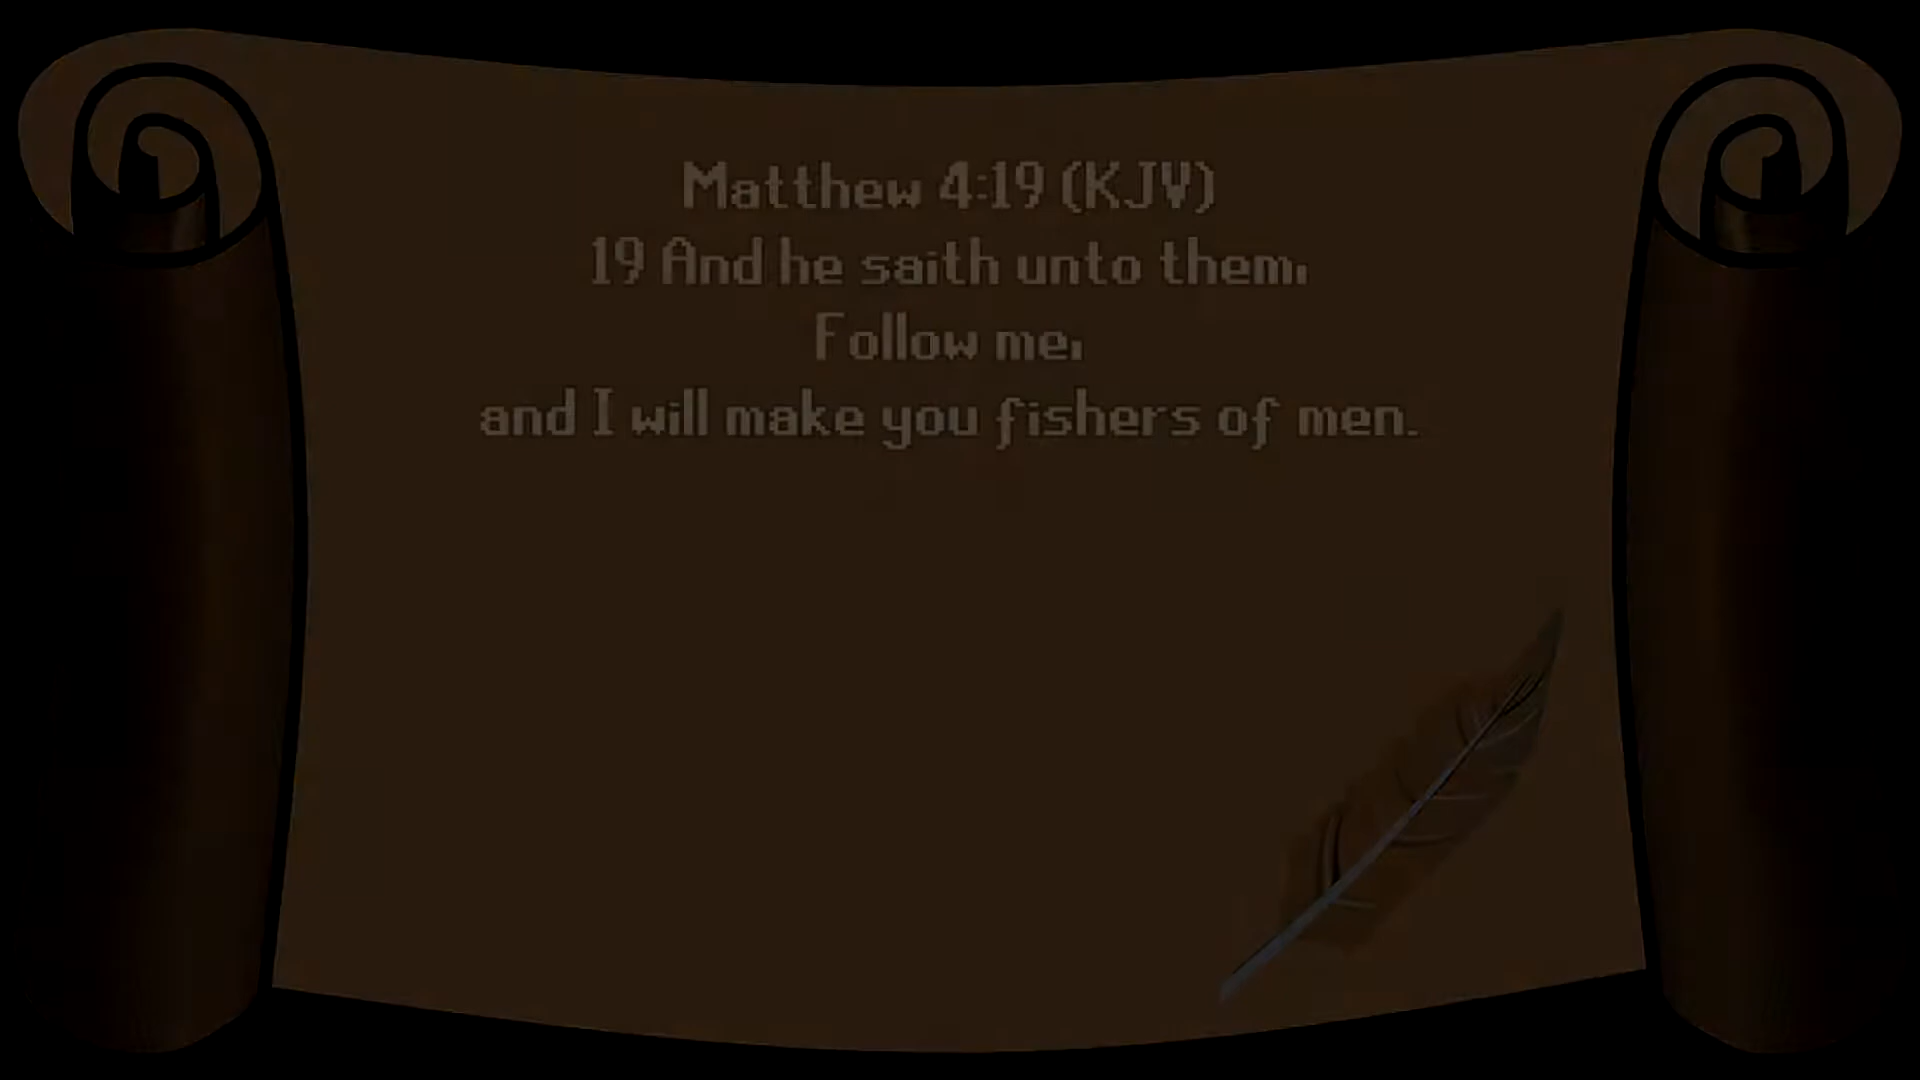 Matthew 4:19 (KJV)
19 And he saith unto them,
Follow me,
and I will make you fishers of men.